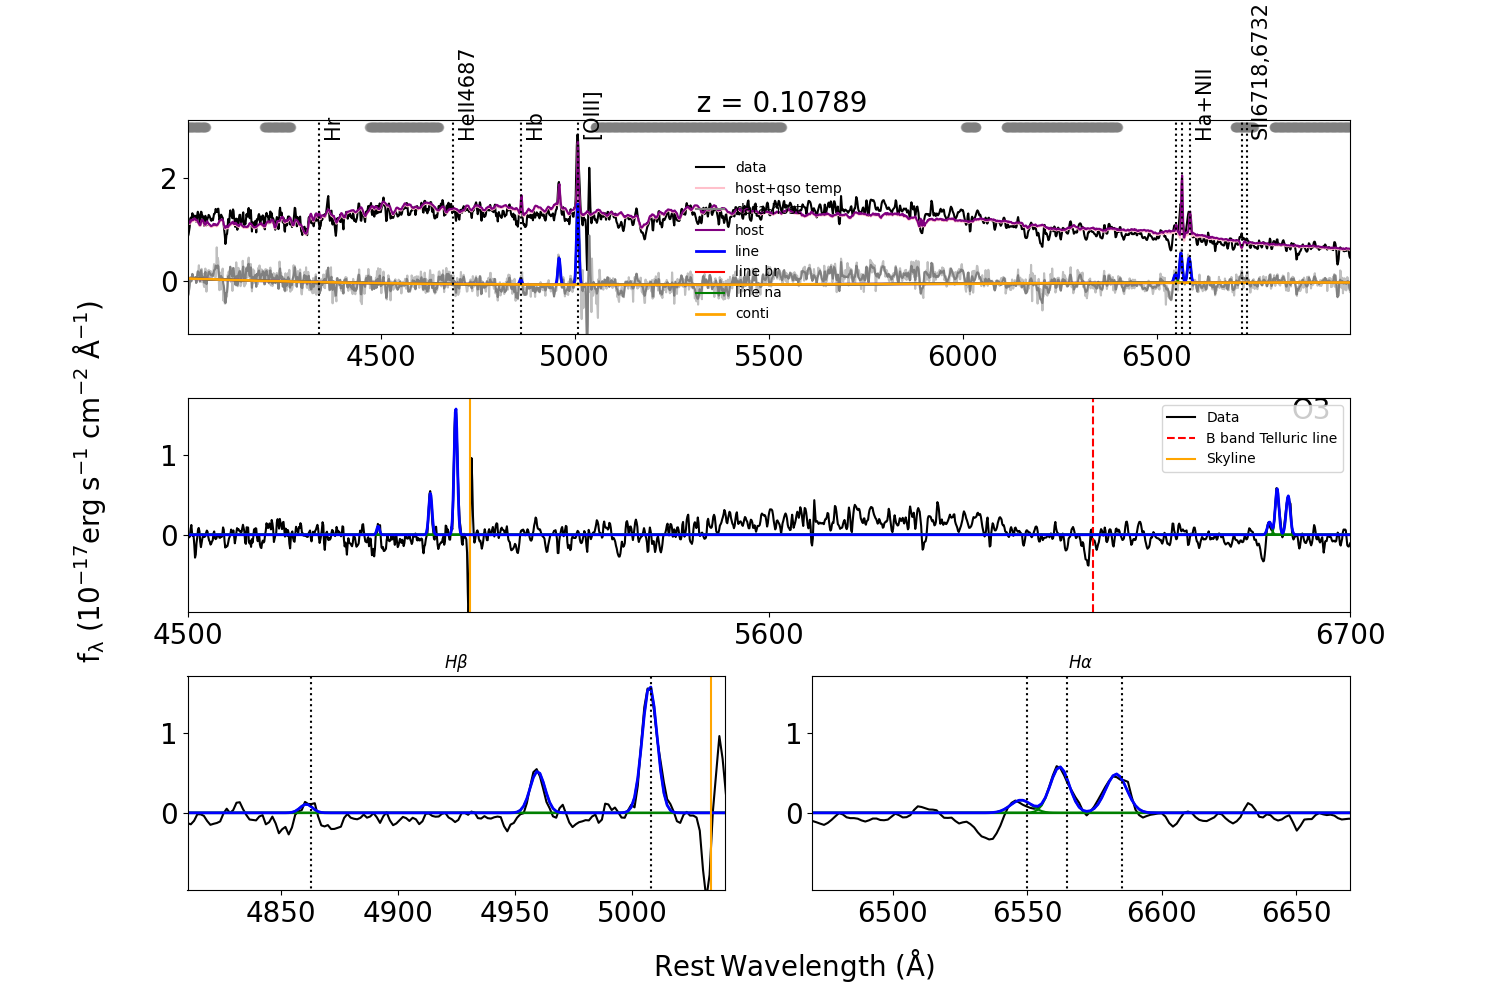 z = 0.10789
Hr
HeII4687
Hb
[OIII]
Ha+NII
SII6718,6732
data
host+qso temp
host
line
line br
line na
conti
2
0
4500 5000 5500 6000 6500
O3
Data
B band Telluric line
Skyline
1
0
4500 5600 6700
fλ (10−17erg s−1 cm−2 Å−1)
Hβ
1
0
4850 4900 4950 5000
Hα
1
0
6500 6550 6600 6650
Rest Wavelength (Å)